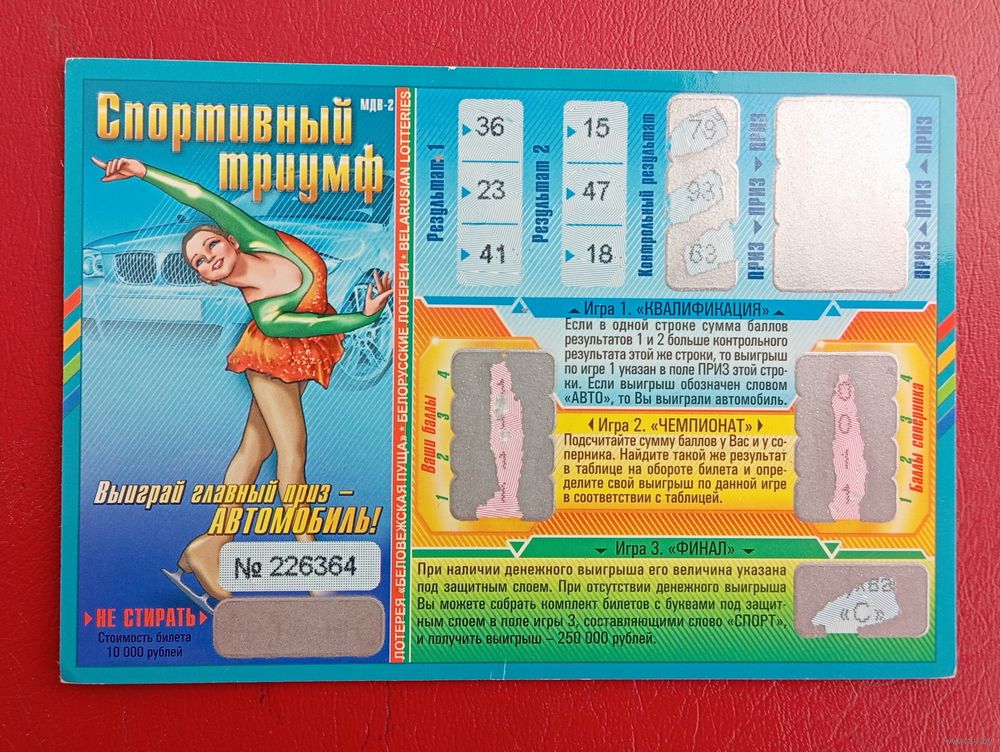 Спортивный
триумф
МДВ-2
Выиграй главный приз –
АВТОМОБИЛЬ!
№ 226364
НЕ СТИРАТЬ
Стоимость билета
10 000 рублей
ЛОТЕРЕЯ «БЕЛОВЕЖСКАЯ ПУЩА» * БЕЛОРУССКИЕ ЛОТЕРЕИ * BELARUSIAN LOTTERIES
Результат 1
36
23
41
Результат 2
15
47
18
Контрольный результат
79
93
63
ПРИЗ ПРИЗ ПРИЗ
ПРИЗ ПРИЗ ПРИЗ
Игра 1. «КВАЛИФИКАЦИЯ»
Если в одной строке сумма баллов
результатов 1 и 2 больше контрольного
результата этой же строки, то выигрыш
по игре 1 указан в поле ПРИЗ этой стро-
ки. Если выигрыш обозначен словом
«АВТО», то Вы выиграли автомобиль.
Ваши баллы
1 2 3 4
Игра 2. «ЧЕМПИОНАТ»
Подсчитайте сумму баллов у Вас и у со-
перника. Найдите такой же результат
в таблице на обороте билета и опре-
делите свой выигрыш по данной игре
в соответствии с таблицей.
0
1
1
Баллы соперника
1 2 3 4
Игра 3. «ФИНАЛ»
При наличии денежного выигрыша его величина указана
под защитным слоем. При отсутствии денежного выигрыша
Вы можете собрать комплект билетов с буквами под защит-
ным слоем в поле игры 3, составляющими слово «СПОРТ»,
и получить выигрыш – 250 000 рублей.
«С»